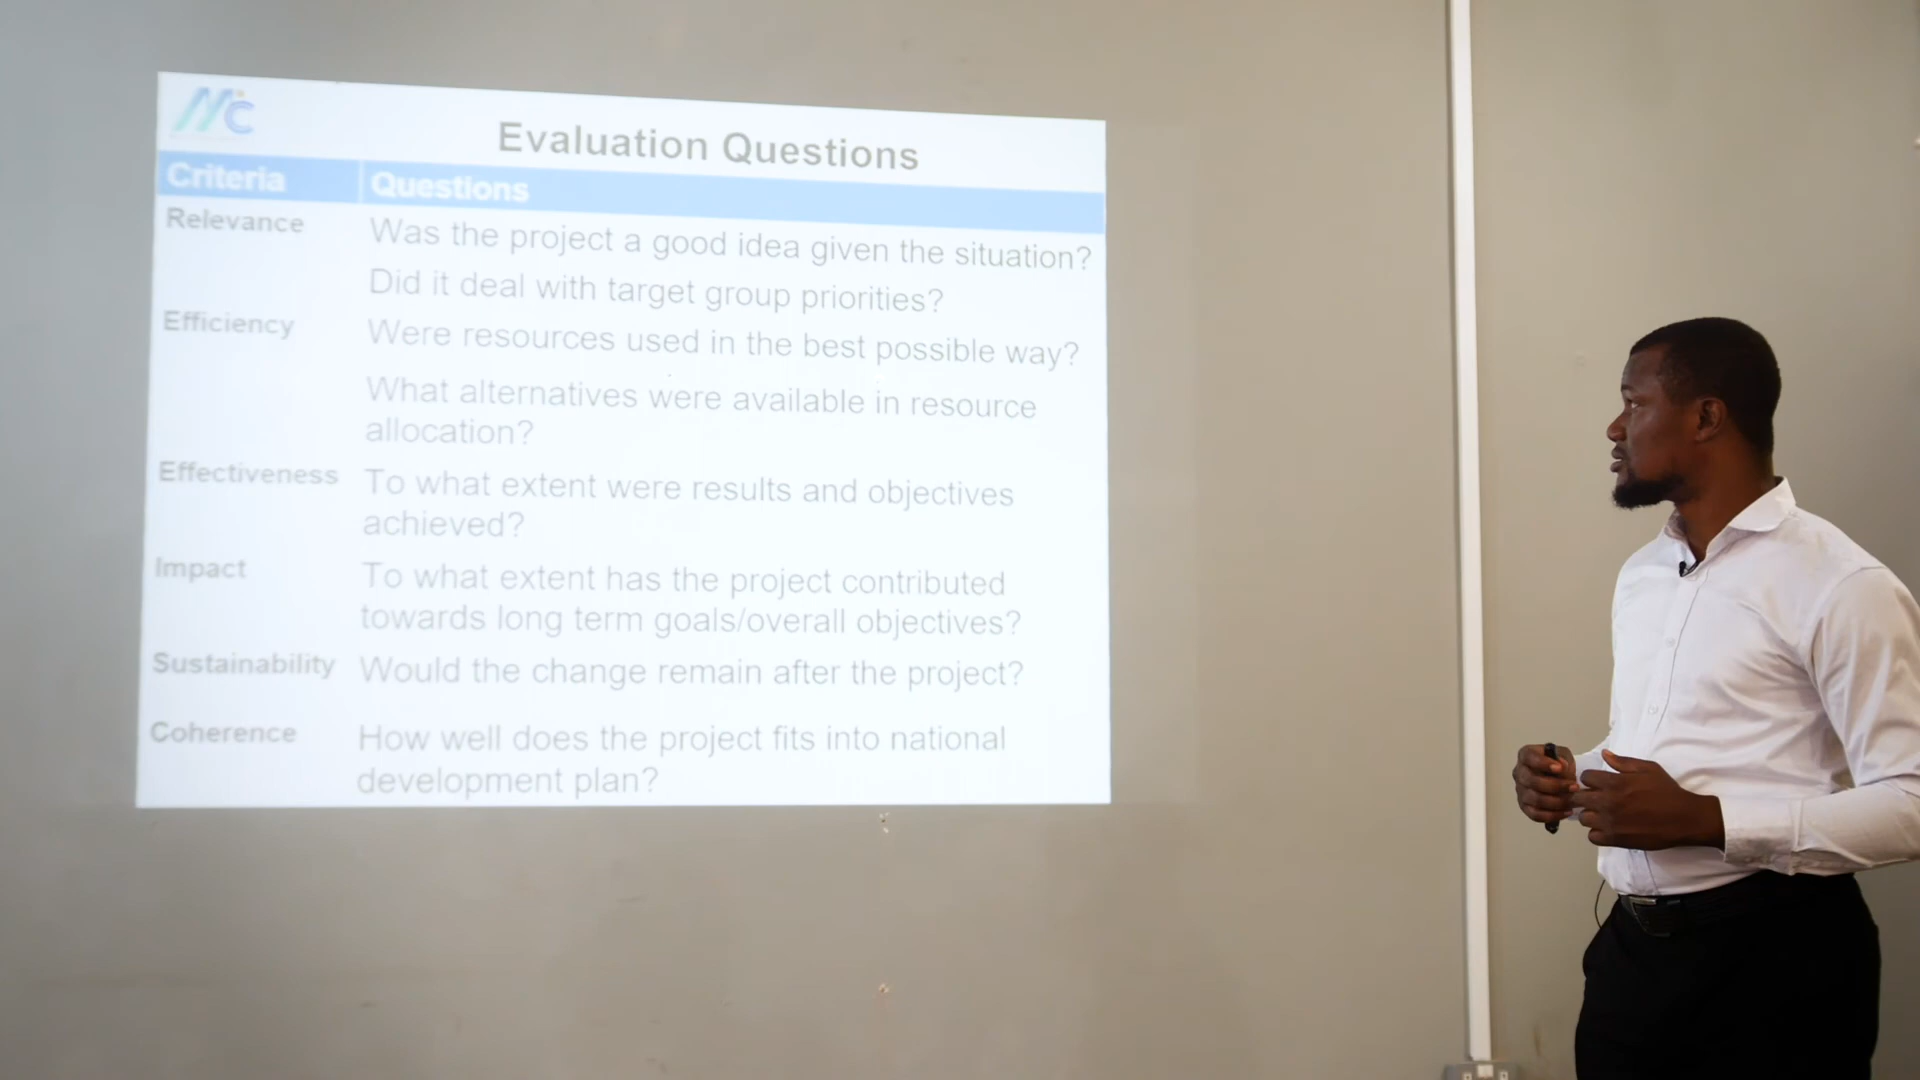 MC
Evaluation Questions
Criteria Questions
Relevance Was the project a good idea given the situation?
Did it deal with target group priorities?
Efficiency Were resources used in the best possible way?
What alternatives were available in resource
allocation?
Effectiveness To what extent were results and objectives
achieved?
Impact To what extent has the project contributed
towards long term goals/overall objectives?
Sustainability Would the change remain after the project?
Coherence How well does the project fits into national
development plan?